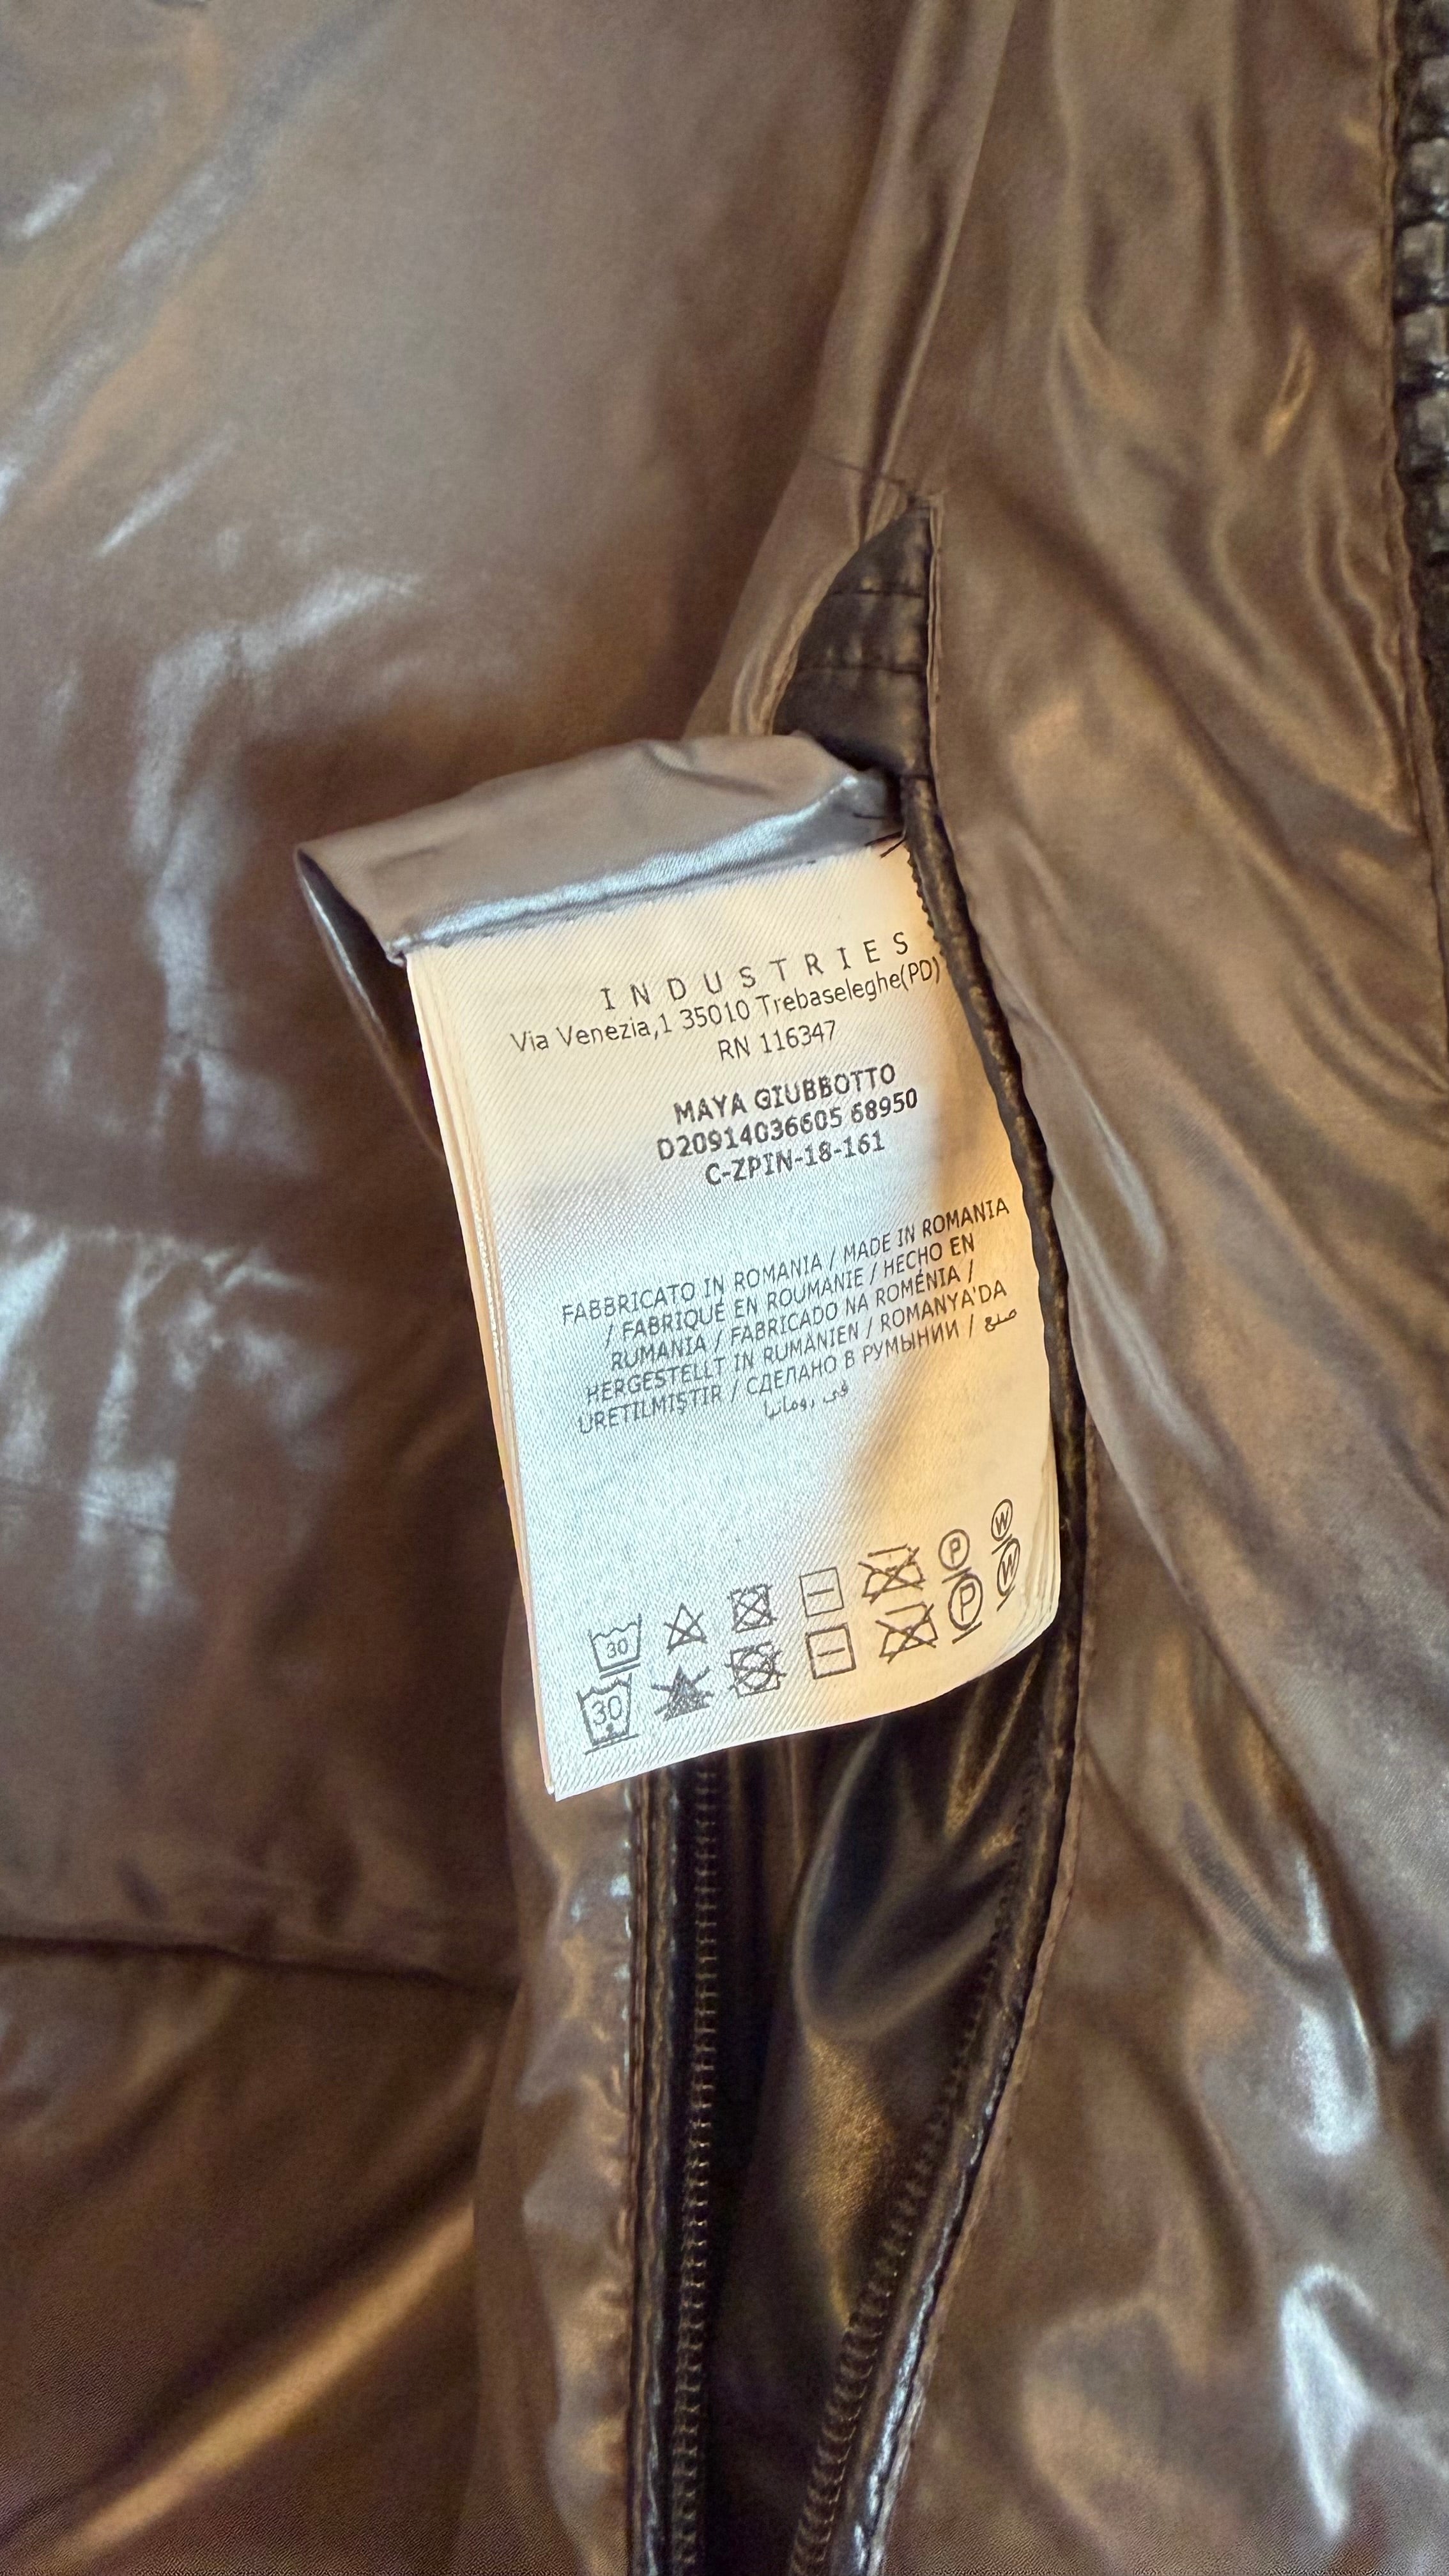 INDUSTRIES
Via Venezia,1 35010 Trebaseleghe(PD)
RN 116347
MAYA GIUBBOTTO
D20914036605 68950
C-ZPIN-18-161
FABBRICATO IN ROMANIA / MADE IN ROMANIA
/ FABRIQUÉ EN ROUMANIE / HECHO EN
RUMANIA / FABRICADO NA ROMÉNIA /
HERGESTELLT IN RUMÄNIEN / ROMANYA'DA
ÜRETILMIŞTIR / СДЕЛАНО В РУМЫНИИ / صنع
في رومانيا
30 P W
30 P W